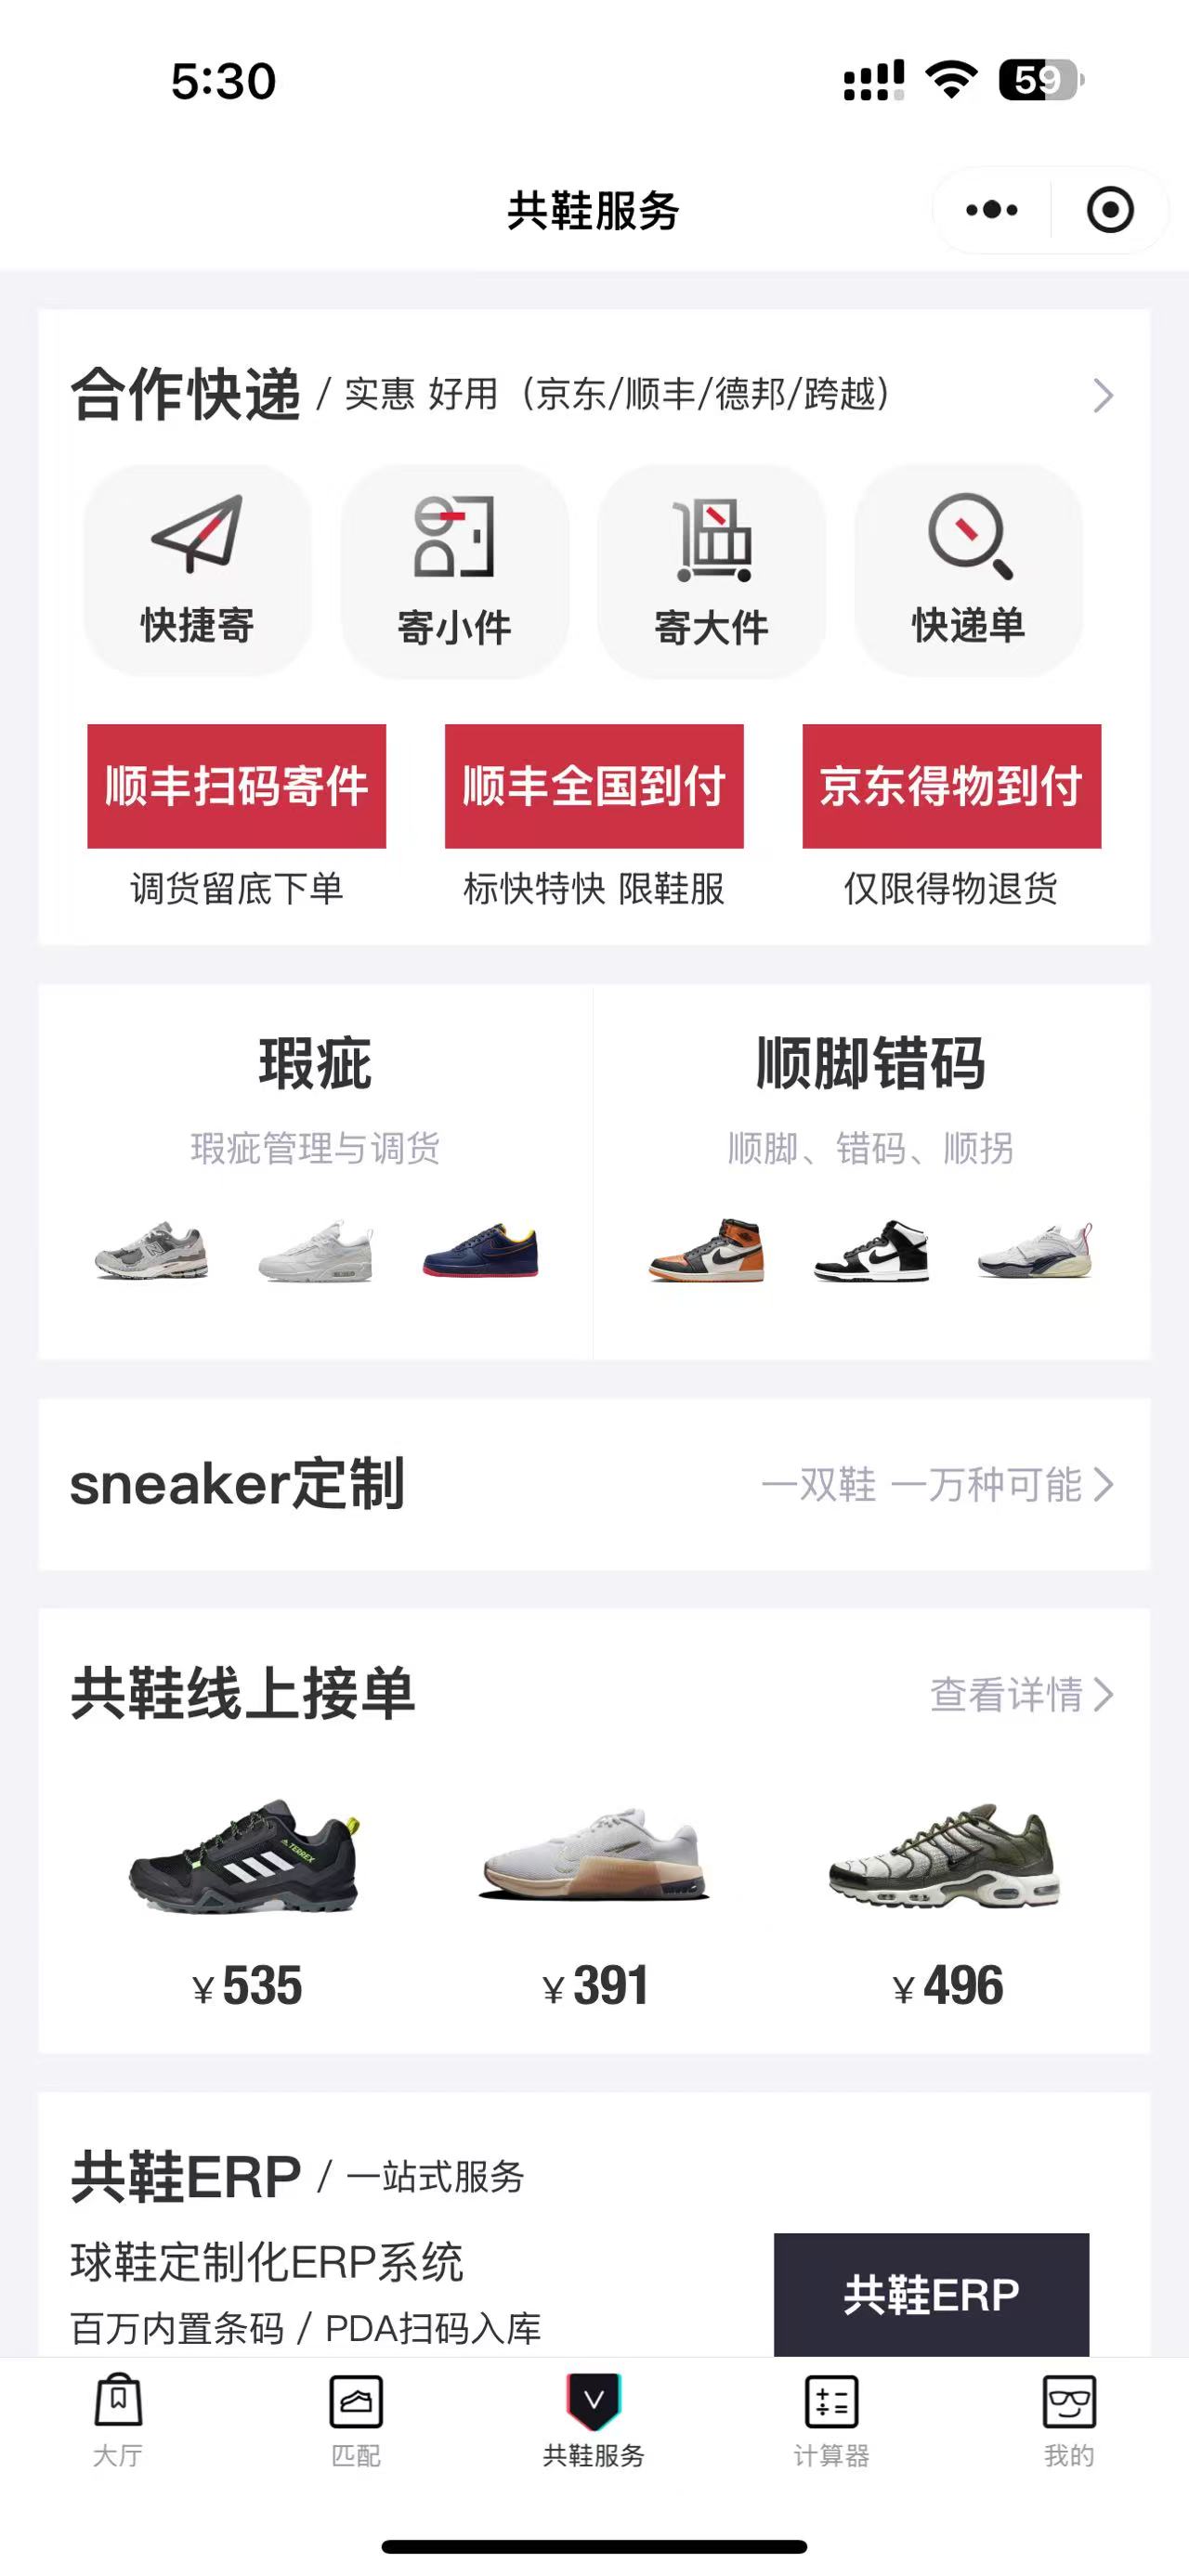 5:30
59
共鞋服务
合作快递 / 实惠 好用（京东/顺丰/德邦/跨越）
快捷寄 寄小件 寄大件 快递单
顺丰扫码寄件 顺丰全国到付 京东得物到付
调货留底下单 标快特快 限鞋服 仅限得物退货
瑕疵 顺脚错码
瑕疵管理与调货 顺脚、错码、顺拐
sneaker定制 一双鞋 一万种可能
共鞋线上接单 查看详情
TERREX
¥535 ¥391 ¥496
共鞋ERP / 一站式服务
球鞋定制化ERP系统
共鞋ERP
百万内置条码 / PDA扫码入库
大厅 匹配 共鞋服务 计算器 我的